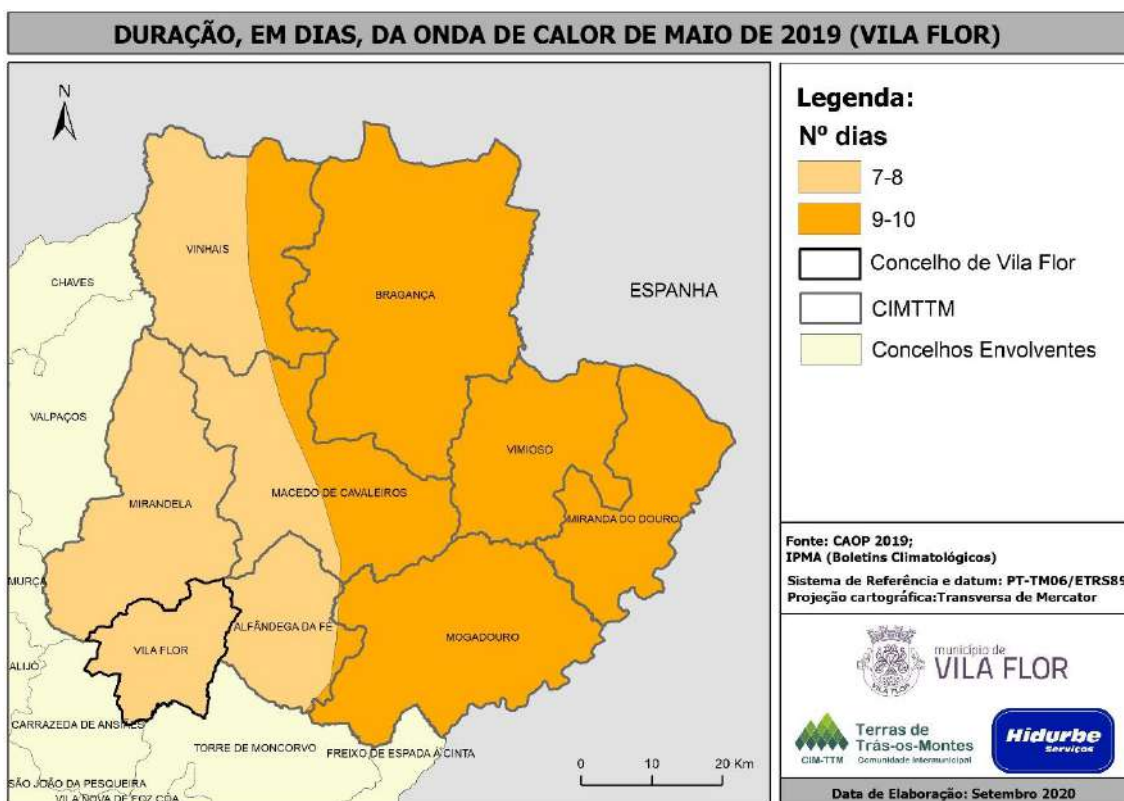 DURAÇÃO, EM DIAS, DA ONDA DE CALOR DE MAIO DE 2019 (VILA FLOR)
N
VINHAIS
CHAVES
BRAGANÇA
ESPANHA
VALPAÇOS
VIMIOSO
MACEDO DE CAVALEIROS
MIRANDELA
MIRANDA DO DOURO
MURÇA
ALFÂNDEGA DA FÉ
MOGADOURO
VILA FLOR
ALIJÓ
CARRAZEDA DE ANSIÃES
TORRE DE MONCORVO
FREIXO DE ESPADA À CINTA
SÃO JOÃO DA PESQUEIRA
VILA NOVA DE FOZ CÔA
0 10 20 Km
Legenda:
Nº dias
7-8
9-10
Concelho de Vila Flor
CIMTTM
Concelhos Envolventes
Fonte: CAOP 2019;
IPMA (Boletins Climatológicos)
Sistema de Referência e datum: PT-TM06/ETRS89
Projeção cartográfica:Transversa de Mercator
VILA FLOR
município de
VILA FLOR
CIM-TTM
Terras de
Trás-os-Montes
Comunidade Intermunicipal
Hidurbe
Serviços
Data de Elaboração: Setembro 2020